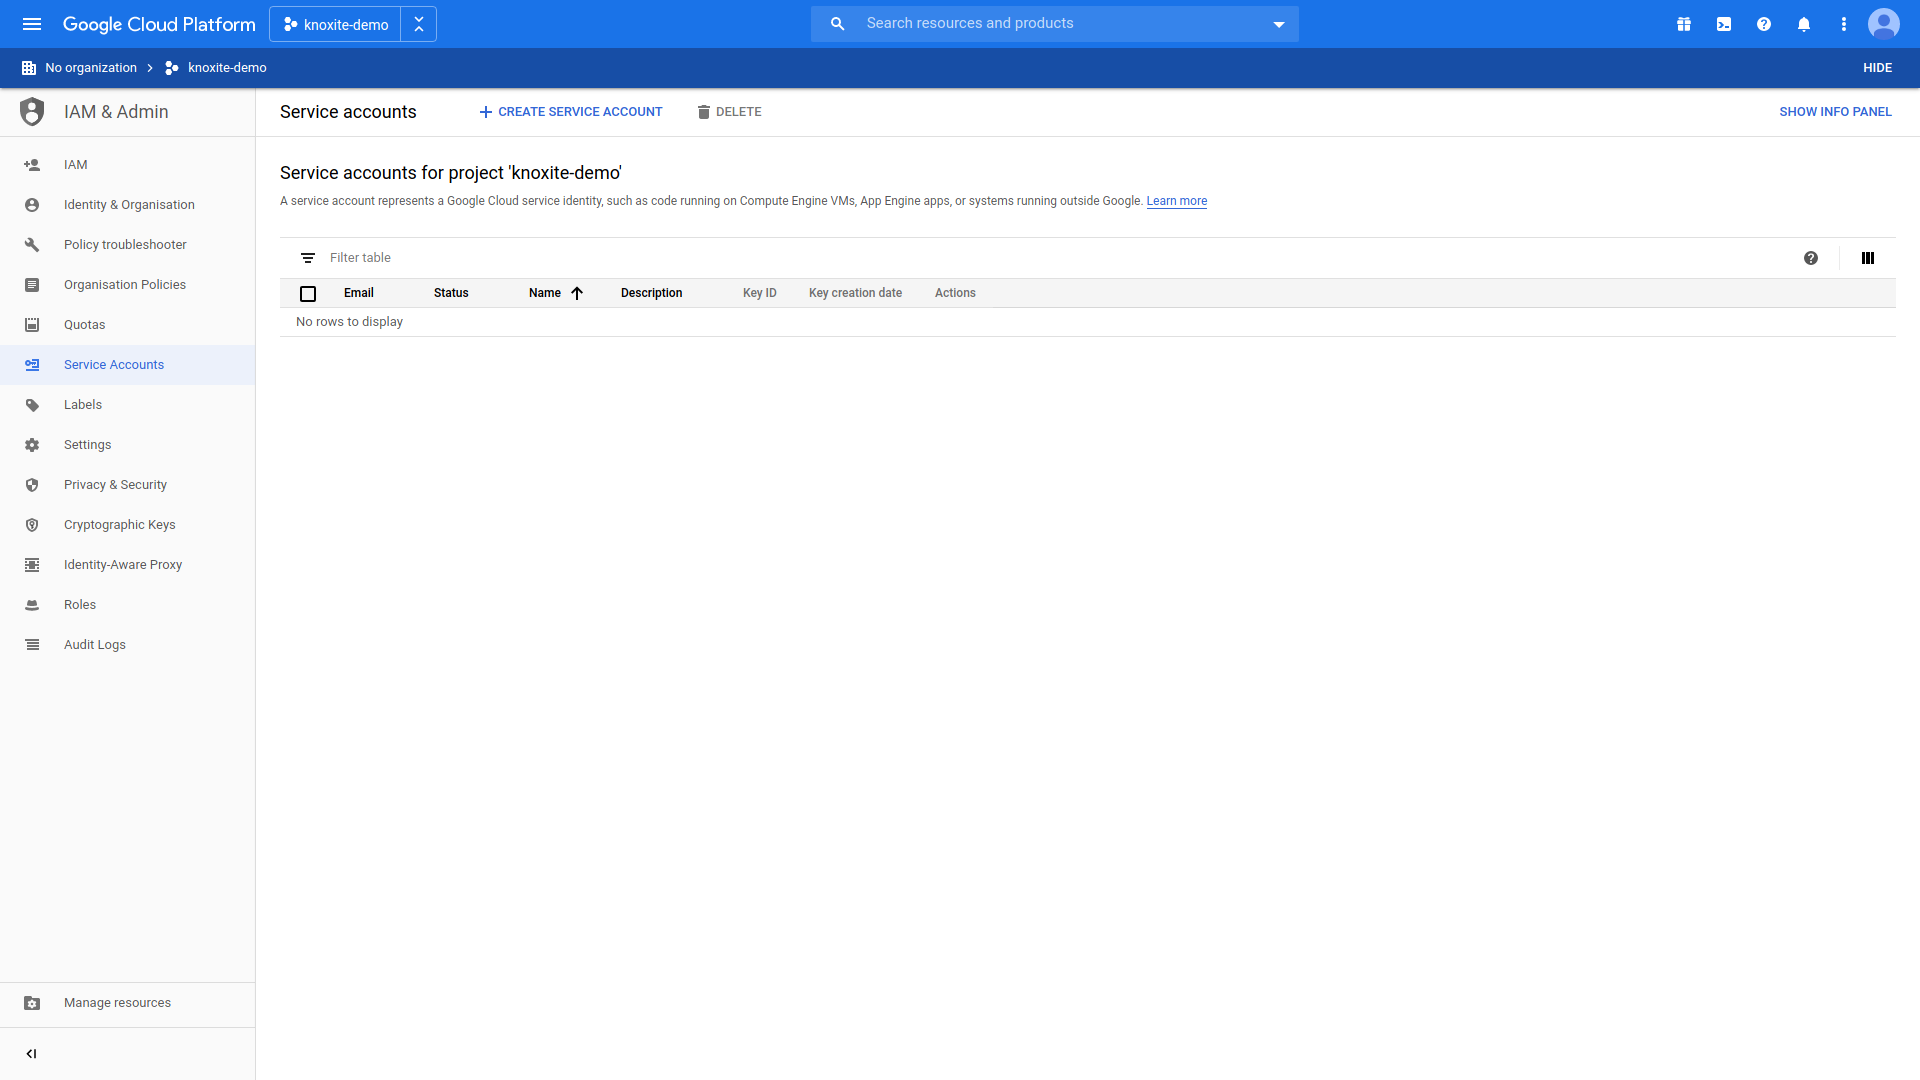 Google Cloud Platform
knoxite-demo
Search resources and products
No organization
knoxite-demo
HIDE
IAM & Admin
IAM
Identity & Organisation
Policy troubleshooter
Organisation Policies
Quotas
Service Accounts
Labels
Settings
Privacy & Security
Cryptographic Keys
Identity-Aware Proxy
Roles
Audit Logs
Manage resources
Service accounts
CREATE SERVICE ACCOUNT
DELETE
SHOW INFO PANEL
Service accounts for project 'knoxite-demo'
A service account represents a Google Cloud service identity, such as code running on Compute Engine VMs, App Engine apps, or systems running outside Google. Learn more
Filter table
Email Status Name Description Key ID Key creation date Actions
No rows to display